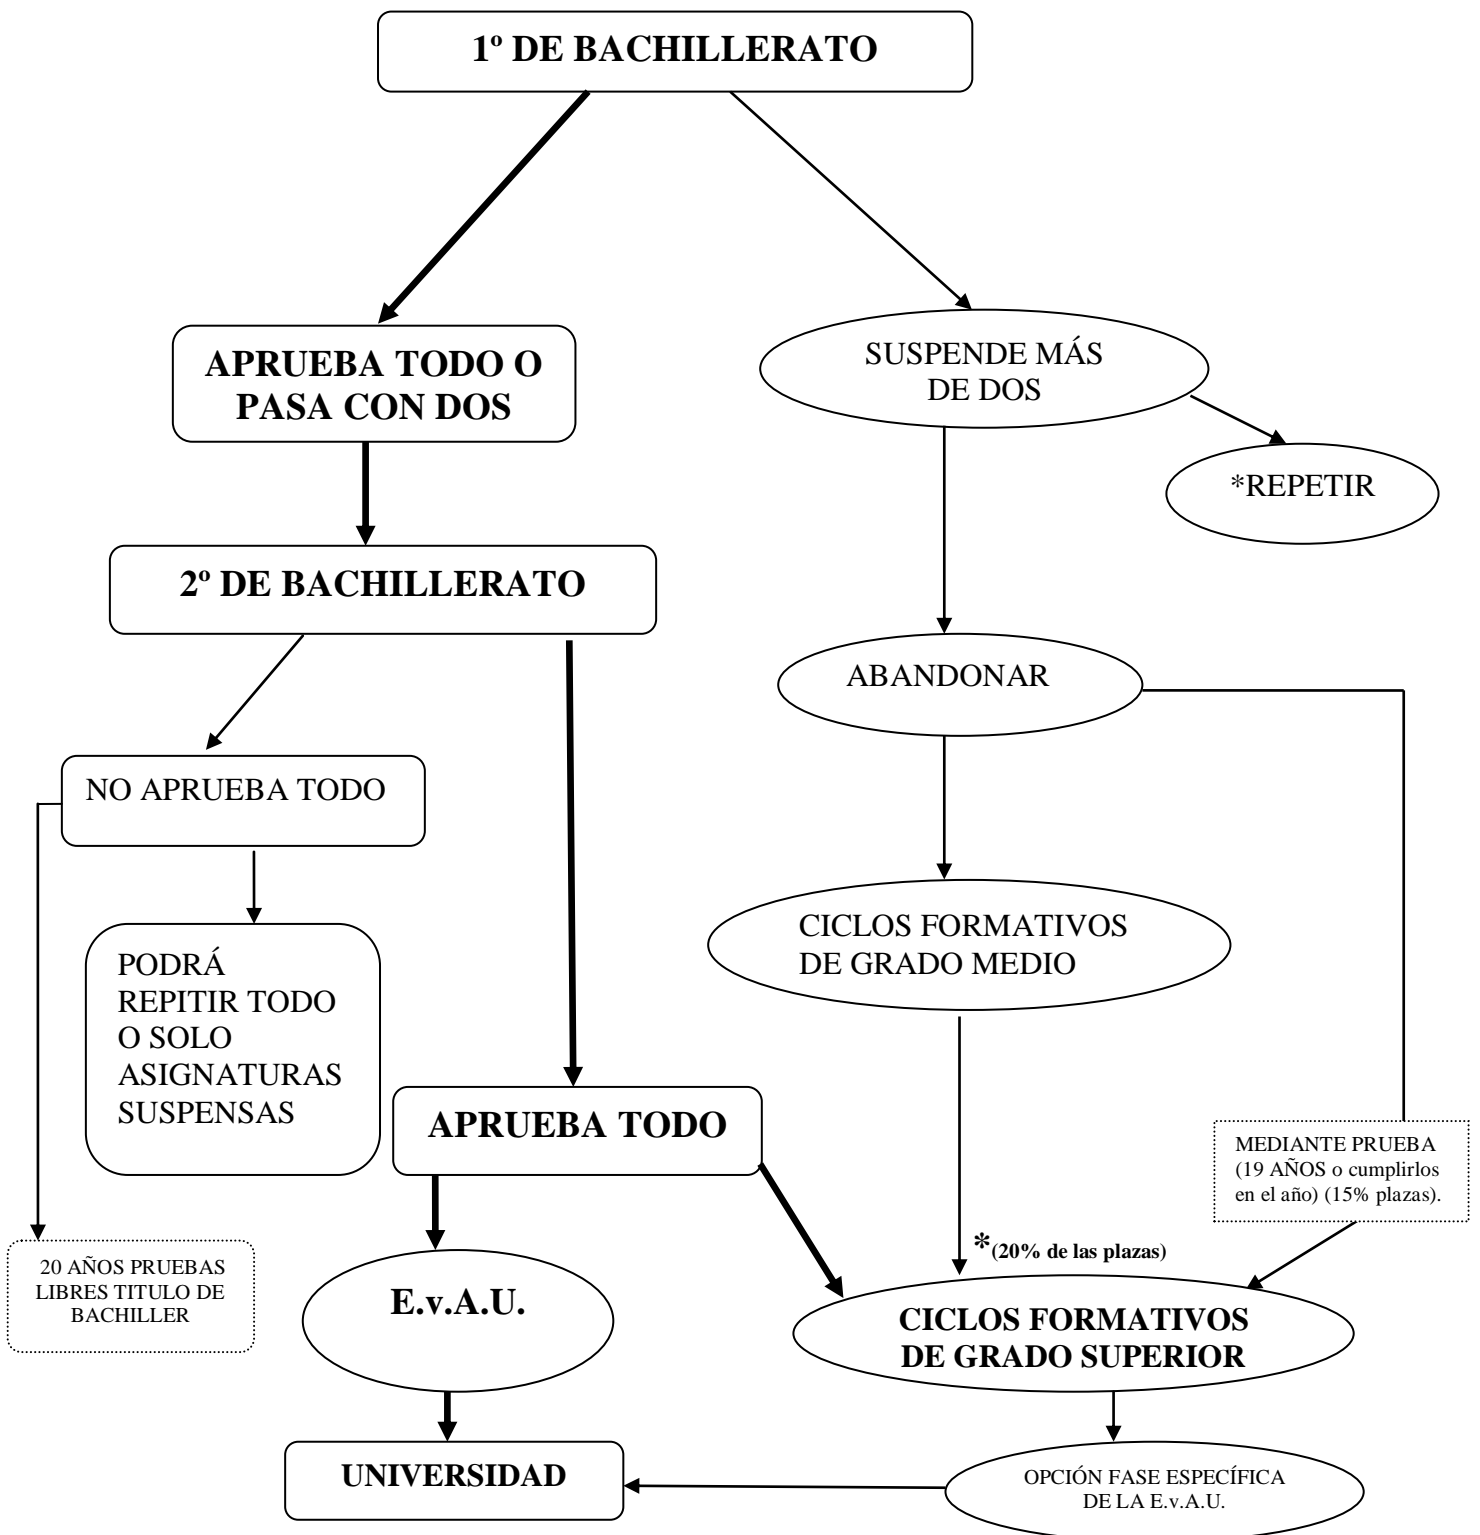 1º DE BACHILLERATO
APRUEBA TODO O
PASA CON DOS
SUSPENDE MÁS
DE DOS
*REPETIR
2º DE BACHILLERATO
ABANDONAR
NO APRUEBA TODO
CICLOS FORMATIVOS
DE GRADO MEDIO
PODRÁ
REPITIR TODO
O SOLO
ASIGNATURAS
SUSPENSAS
APRUEBA TODO
MEDIANTE PRUEBA
(19 AÑOS o cumplirlos
en el año) (15% plazas).
*(20% de las plazas)
20 AÑOS PRUEBAS
LIBRES TITULO DE
BACHILLER
E.v.A.U.
CICLOS FORMATIVOS
DE GRADO SUPERIOR
UNIVERSIDAD
OPCIÓN FASE ESPECÍFICA
DE LA E.v.A.U.